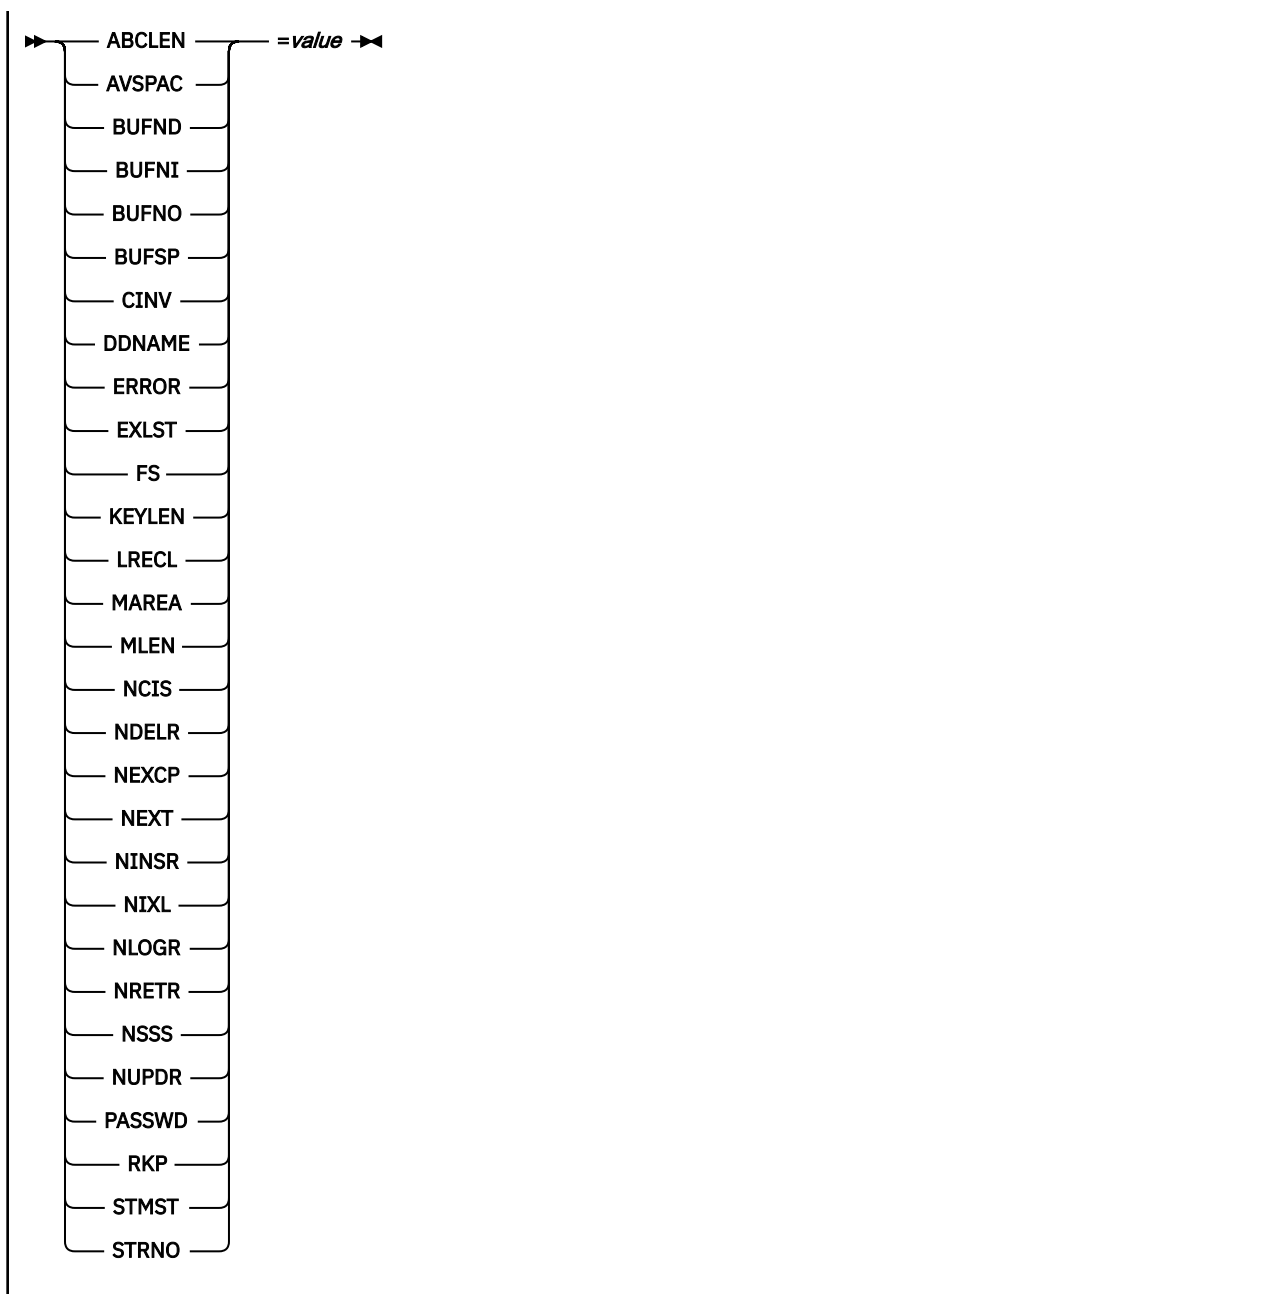 ABCLEN =value
AVSPAC
BUFND
BUFNI
BUFNO
BUFSP
CINV
DDNAME
ERROR
EXLST
FS
KEYLEN
LRECL
MAREA
MLEN
NCIS
NDELR
NEXCP
NEXT
NINSR
NIXL
NLOGR
NRETR
NSSS
NUPDR
PASSWD
RKP
STMST
STRNO